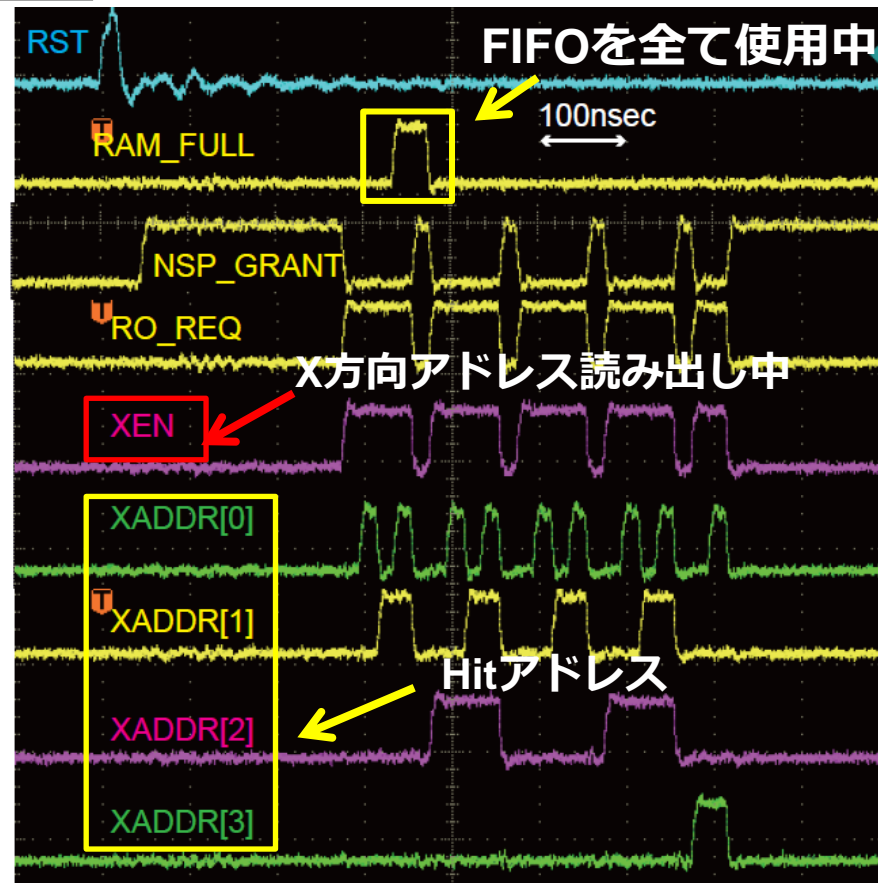 RST
FIFOを全て使用中
100nsec
T
RAM_FULL
NSP_GRANT
RO_REQ
X方向アドレス読み出し中
XEN
XADDR[0]
T
XADDR[1]
Hitアドレス
XADDR[2]
XADDR[3]